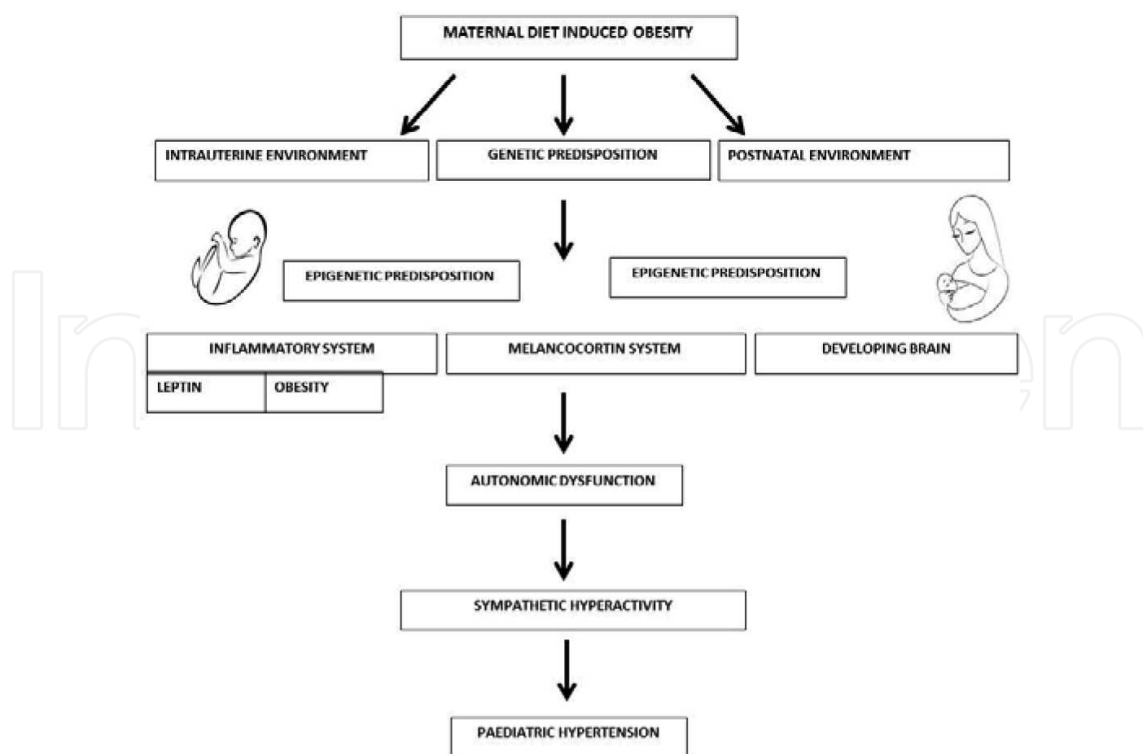 MATERNAL DIET INDUCED OBESITY
INTRAUTERINE ENVIRONMENT
GENETIC PREDISPOSITION
POSTNATAL ENVIRONMENT
EPIGENETIC PREDISPOSITION
EPIGENETIC PREDISPOSITION
INFLAMMATORY SYSTEM
MELANCOCORTIN SYSTEM
DEVELOPING BRAIN
LEPTIN
OBESITY
AUTONOMIC DYSFUNCTION
SYMPATHETIC HYPERACTIVITY
PAEDIATRIC HYPERTENSION